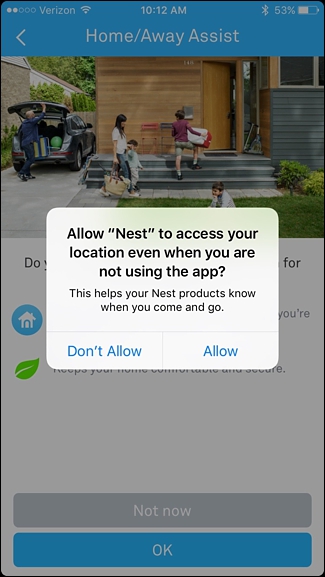 Verizon 10:12 AM 53%
Home/Away Assist
Do yo for
Allow “Nest” to access your
location even when you are
not using the app?
This helps your Nest products know
when you come and go.
you're
Don’t Allow Allow
Keeps your home comfortable and secure.
Not now
OK